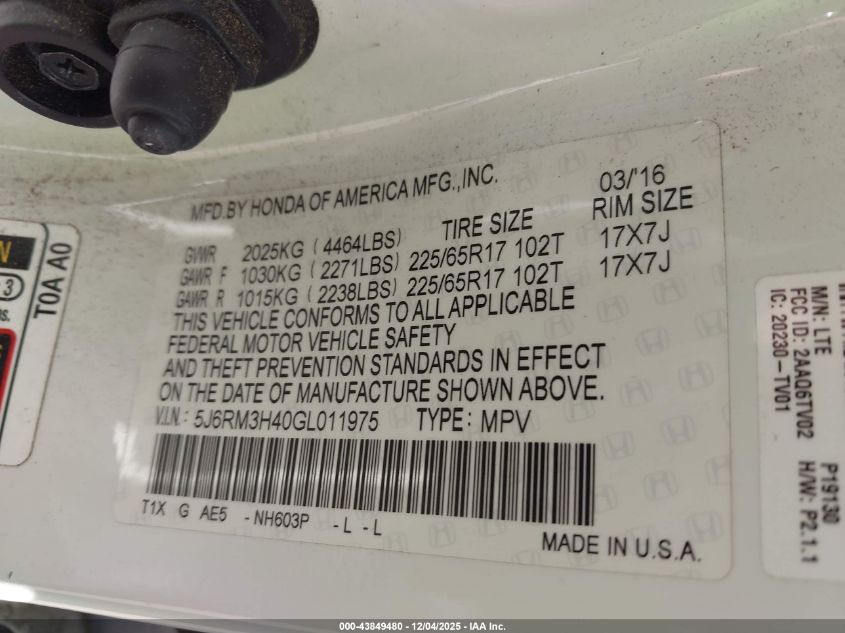 MFD.BY HONDA OF AMERICA MFG.,INC. 03/'16
GVWR 2025KG (4464LBS) TIRE SIZE RIM SIZE
GAWR F 1030KG (2271LBS) 225/65R17 102T 17X7J
GAWR R 1015KG (2238LBS) 225/65R17 102T 17X7J
THIS VEHICLE CONFORMS TO ALL APPLICABLE
FEDERAL MOTOR VEHICLE SAFETY
AND THEFT PREVENTION STANDARDS IN EFFECT
ON THE DATE OF MANUFACTURE SHOWN ABOVE.
V.I.N.: 5J6RM3H40GL011975 TYPE: MPV
T1X G AE5 -NH603P -L -L
MADE IN U.S.A.
T0A A0
N
3
M/N: LTE
FCC ID: 2AAQ6TV02
IC: 20230-TV01
P19130
H/W: P2.1.1
000-43849480 - 12/04/2025 - IAA Inc.